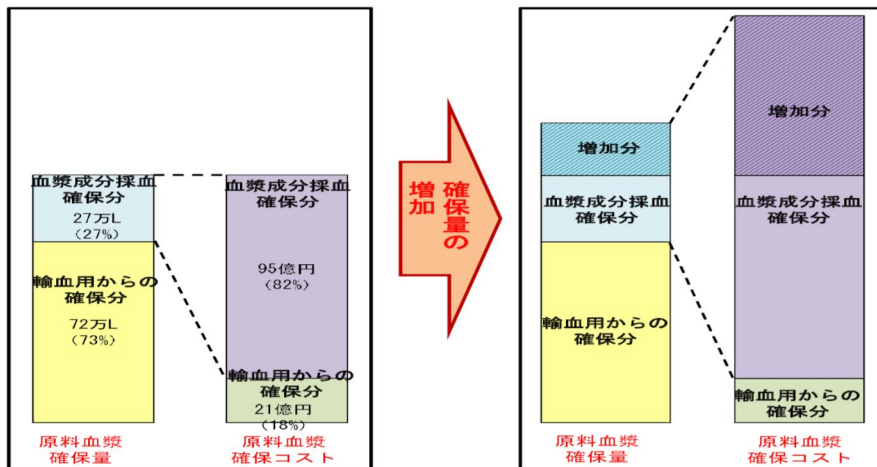 血漿成分採血
確保分
27万L
(27%)
輸血用からの
確保分
72万L
(73%)
原料血漿
確保量
血漿成分採血
確保分
95億円
(82%)
輸血用からの
確保分
21億円
(18%)
原料血漿
確保コスト
確保量の
増加
増加分
血漿成分採血
確保分
輸血用からの
確保分
原料血漿
確保量
増加分
血漿成分採血
確保分
輸血用からの
確保分
原料血漿
確保コスト